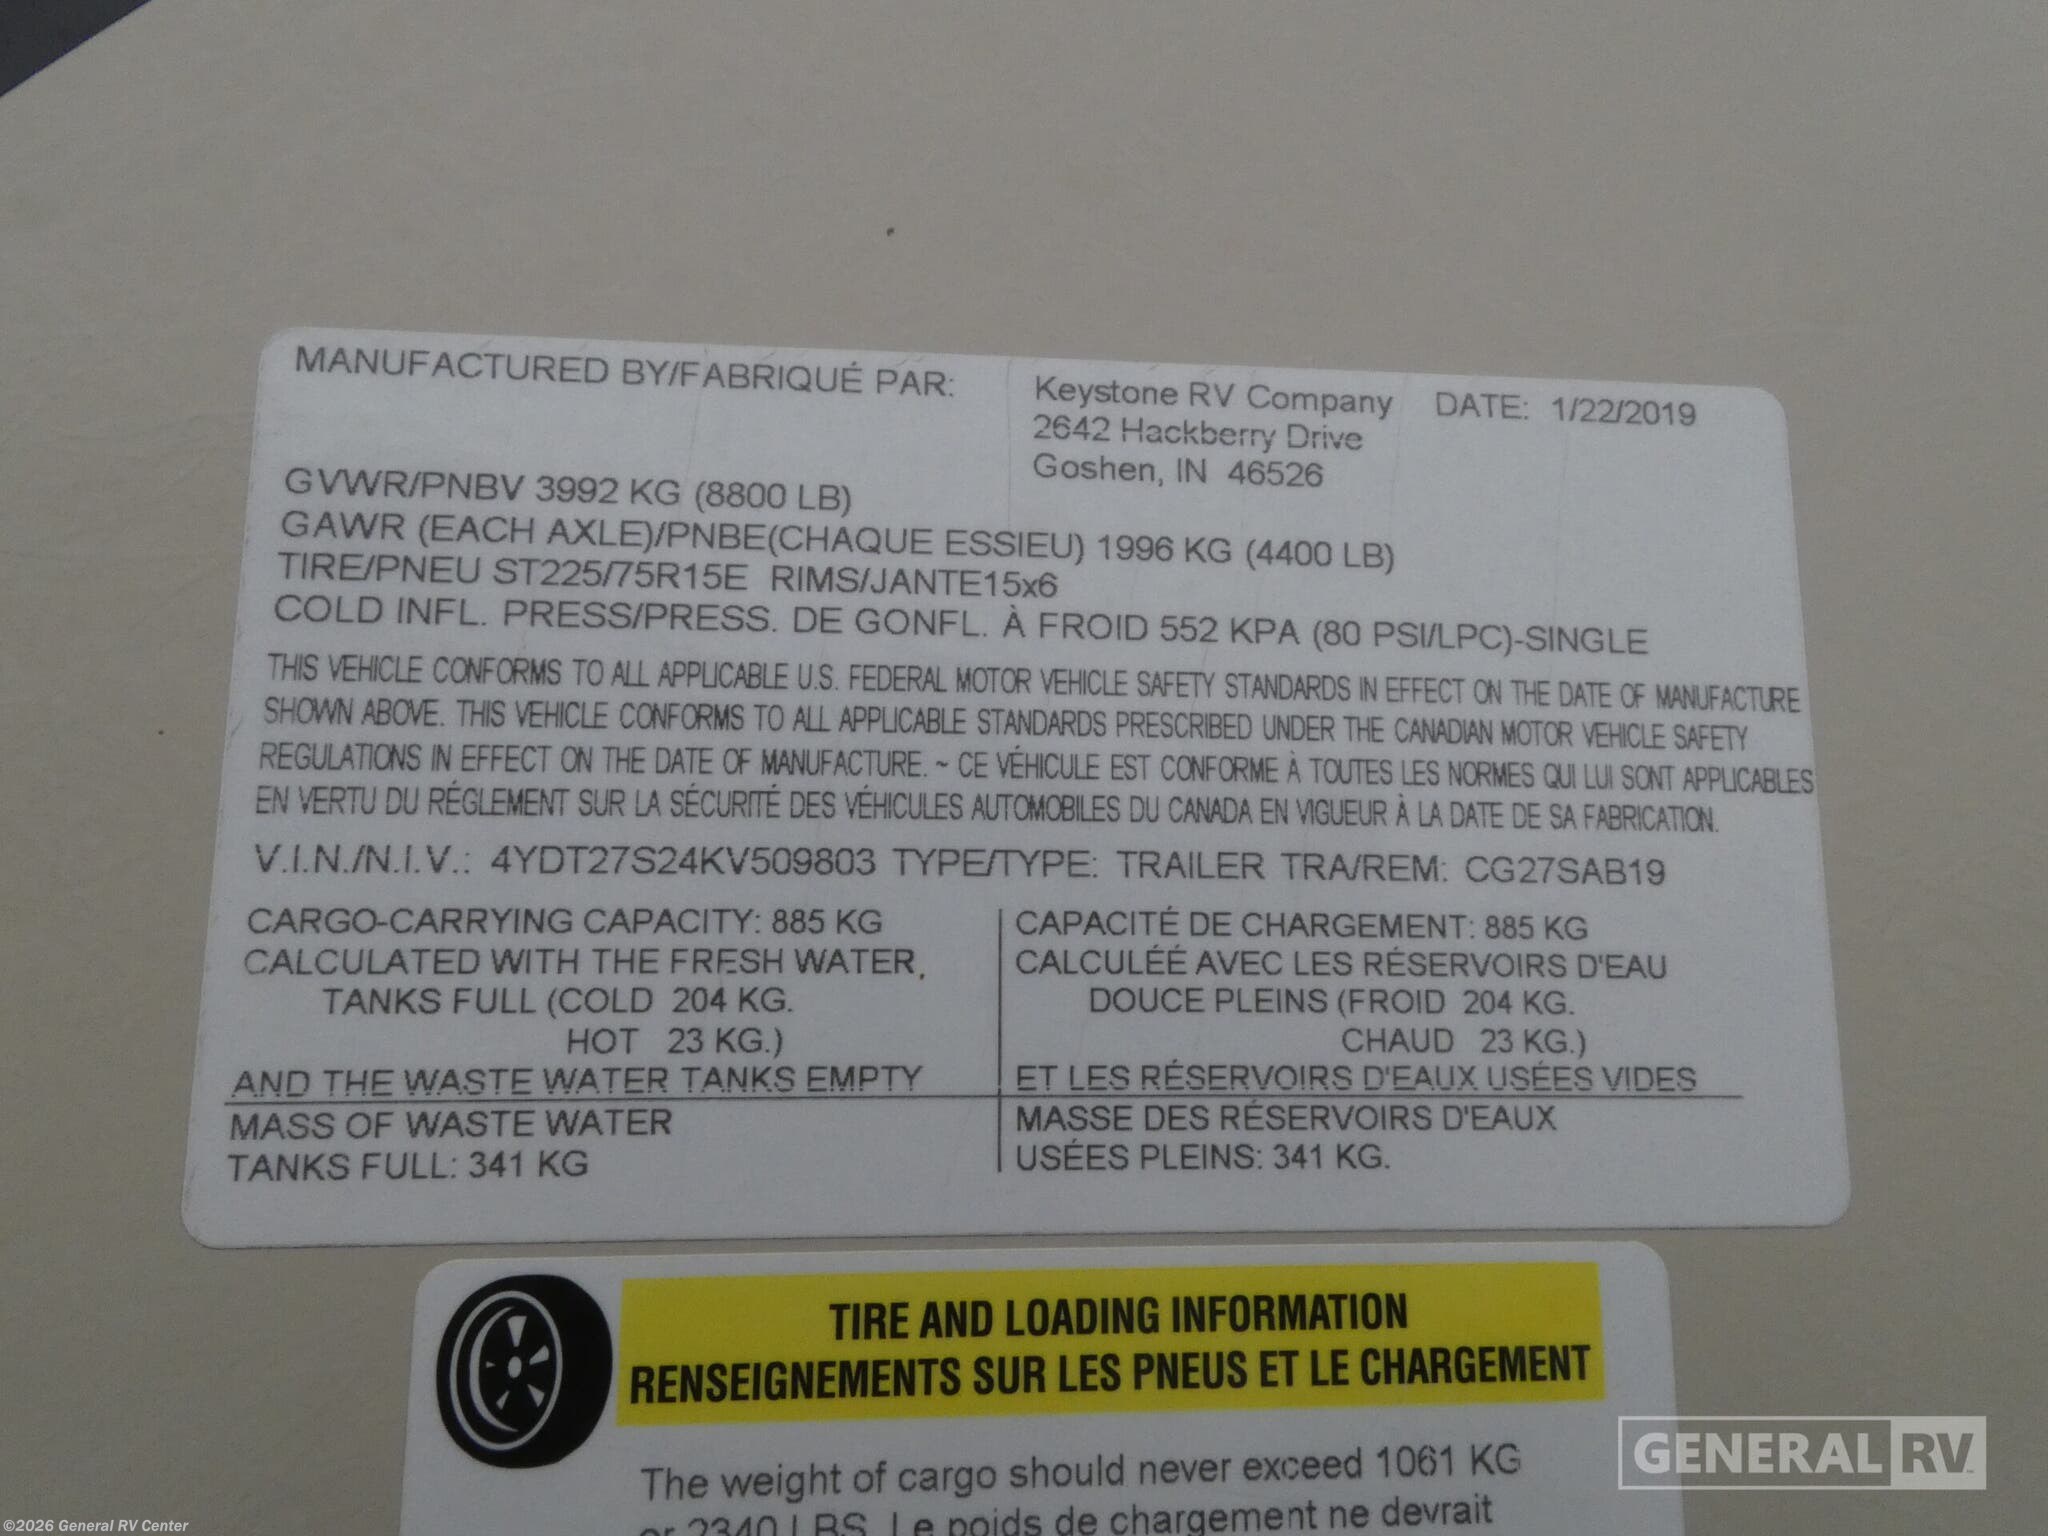 MANUFACTURED BY/FABRIQUÉ PAR: Keystone RV Company DATE: 1/22/2019
2642 Hackberry Drive
Goshen, IN 46526
GVWR/PNBV 3992 KG (8800 LB)
GAWR (EACH AXLE)/PNBE(CHAQUE ESSIEU) 1996 KG (4400 LB)
TIRE/PNEU ST225/75R15E RIMS/JANTE15x6
COLD INFL. PRESS/PRESS. DE GONFL. À FROID 552 KPA (80 PSI/LPC)-SINGLE
THIS VEHICLE CONFORMS TO ALL APPLICABLE U.S. FEDERAL MOTOR VEHICLE SAFETY STANDARDS IN EFFECT ON THE DATE OF MANUFACTURE
SHOWN ABOVE. THIS VEHICLE CONFORMS TO ALL APPLICABLE STANDARDS PRESCRIBED UNDER THE CANADIAN MOTOR VEHICLE SAFETY
REGULATIONS IN EFFECT ON THE DATE OF MANUFACTURE. ~ CE VÉHICULE EST CONFORME À TOUTES LES NORMES QUI LUI SONT APPLICABLES
EN VERTU DU RÉGLEMENT SUR LA SÉCURITÉ DES VÉHICULES AUTOMOBILES DU CANADA EN VIGUEUR À LA DATE DE SA FABRICATION.
V.I.N./N.I.V.: 4YDT27S24KV509803 TYPE/TYPE: TRAILER TRA/REM: CG27SAB19
CARGO-CARRYING CAPACITY: 885 KG
CALCULATED WITH THE FRESH WATER
TANKS FULL (COLD 204 KG.
HOT 23 KG.)
AND THE WASTE WATER TANKS EMPTY
MASS OF WASTE WATER
TANKS FULL: 341 KG
CAPACITÉ DE CHARGEMENT: 885 KG
CALCULÉÉ AVEC LES RÉSERVOIRS D'EAU
DOUCE PLEINS (FROID 204 KG.
CHAUD 23 KG.)
ET LES RÉSERVOIRS D'EAUX USÉES VIDES
MASSE DES RÉSERVOIRS D'EAUX
USÉES PLEINS: 341 KG.
TIRE AND LOADING INFORMATION
RENSEIGNEMENTS SUR LES PNEUS ET LE CHARGEMENT
The weight of cargo should never exceed 1061 KG
or 2340 LBS. Le poids de chargement ne devrait
GENERAL RV
©2026 General RV Center